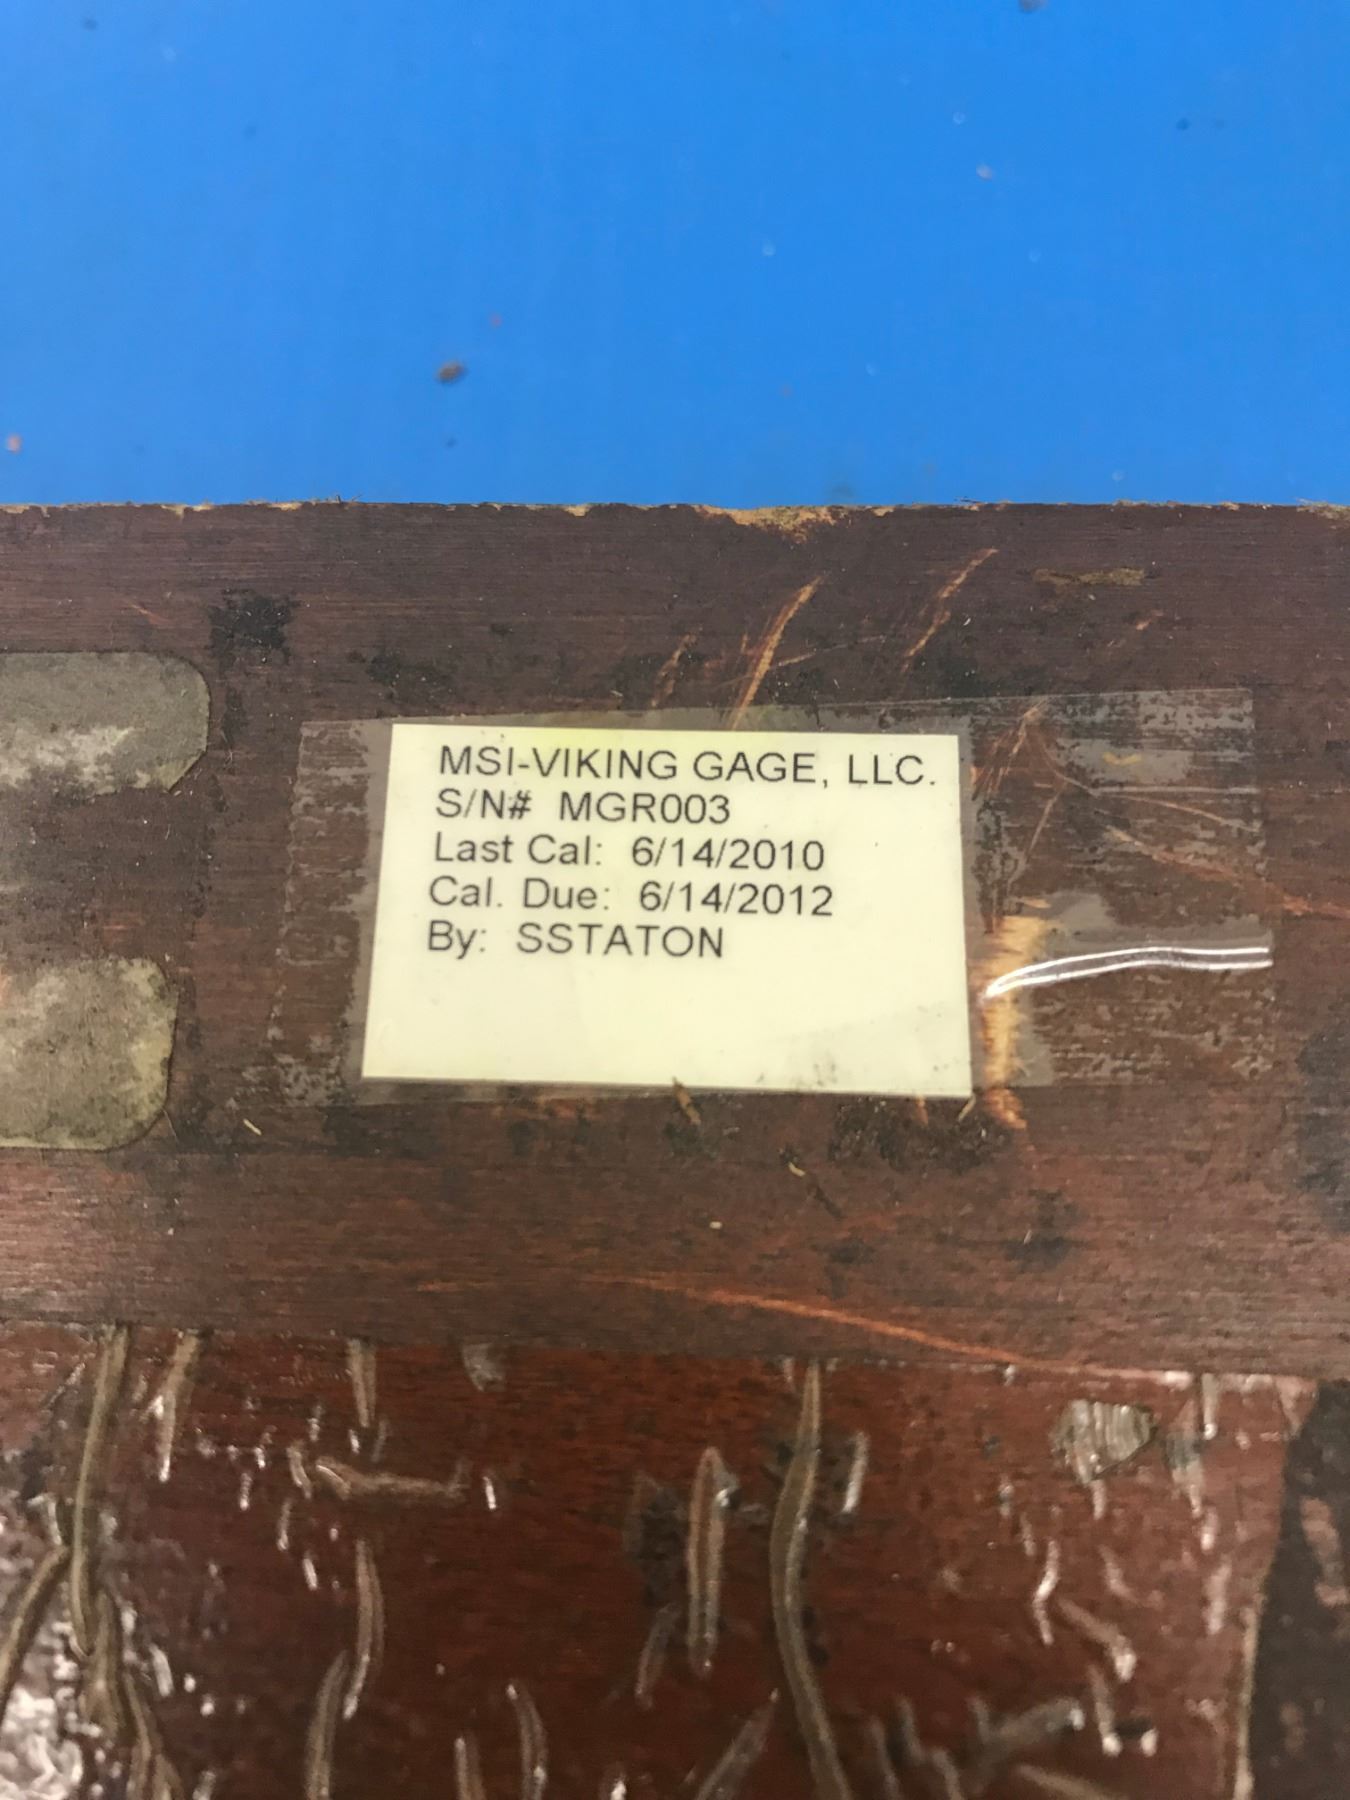 MSI-VIKING GAGE, LLC.
S/N# MGR003
Last Cal: 6/14/2010
Cal. Due: 6/14/2012
By: SSTATON